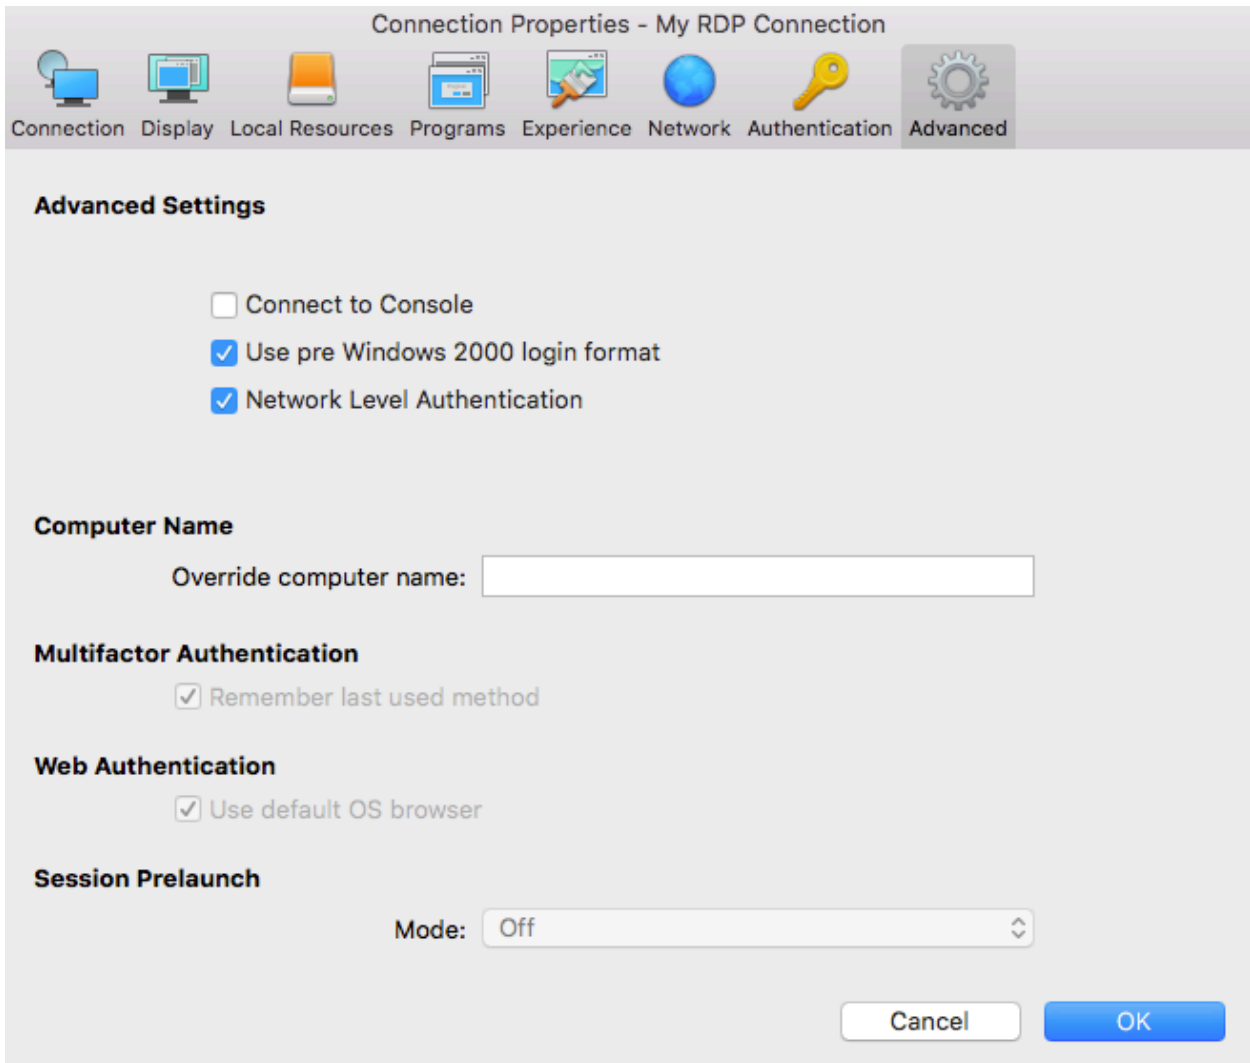 Connection Properties - My RDP Connection
Connection Display Local Resources Programs Experience Network Authentication Advanced
Advanced Settings
Connect to Console
Use pre Windows 2000 login format
Network Level Authentication
Computer Name
Override computer name:
Multifactor Authentication
Remember last used method
Web Authentication
Use default OS browser
Session Prelaunch
Mode: Off
Cancel OK